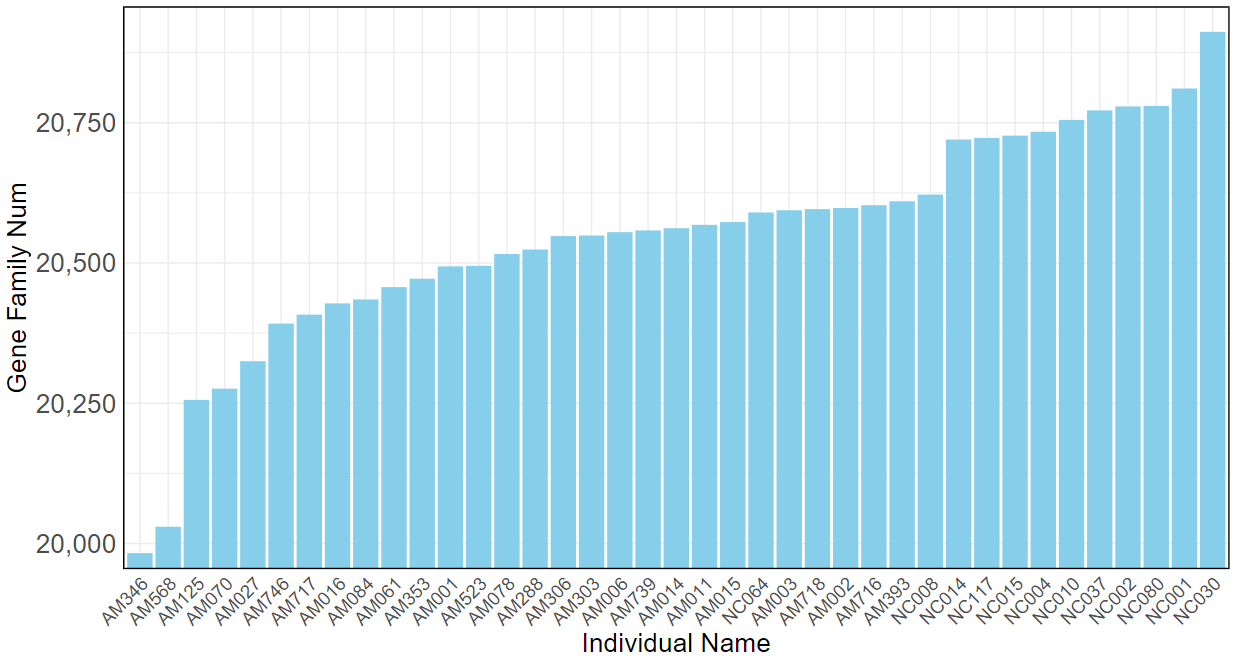 Gene Family Num
20,750
20,500
20,250
20,000
AM346 AM568 AM125 AM070 AM027 AM746 AM717 AM016 AM084 AM061 AM353 AM001 AM523 AM078 AM288 AM306 AM303 AM006 AM739 AM014 AM011 AM015 NC064 AM003 AM718 AM002 AM716 AM393 NC008 NC014 NC117 NC015 NC004 NC010 NC037 NC002 NC080 NC001 NC030
Individual Name